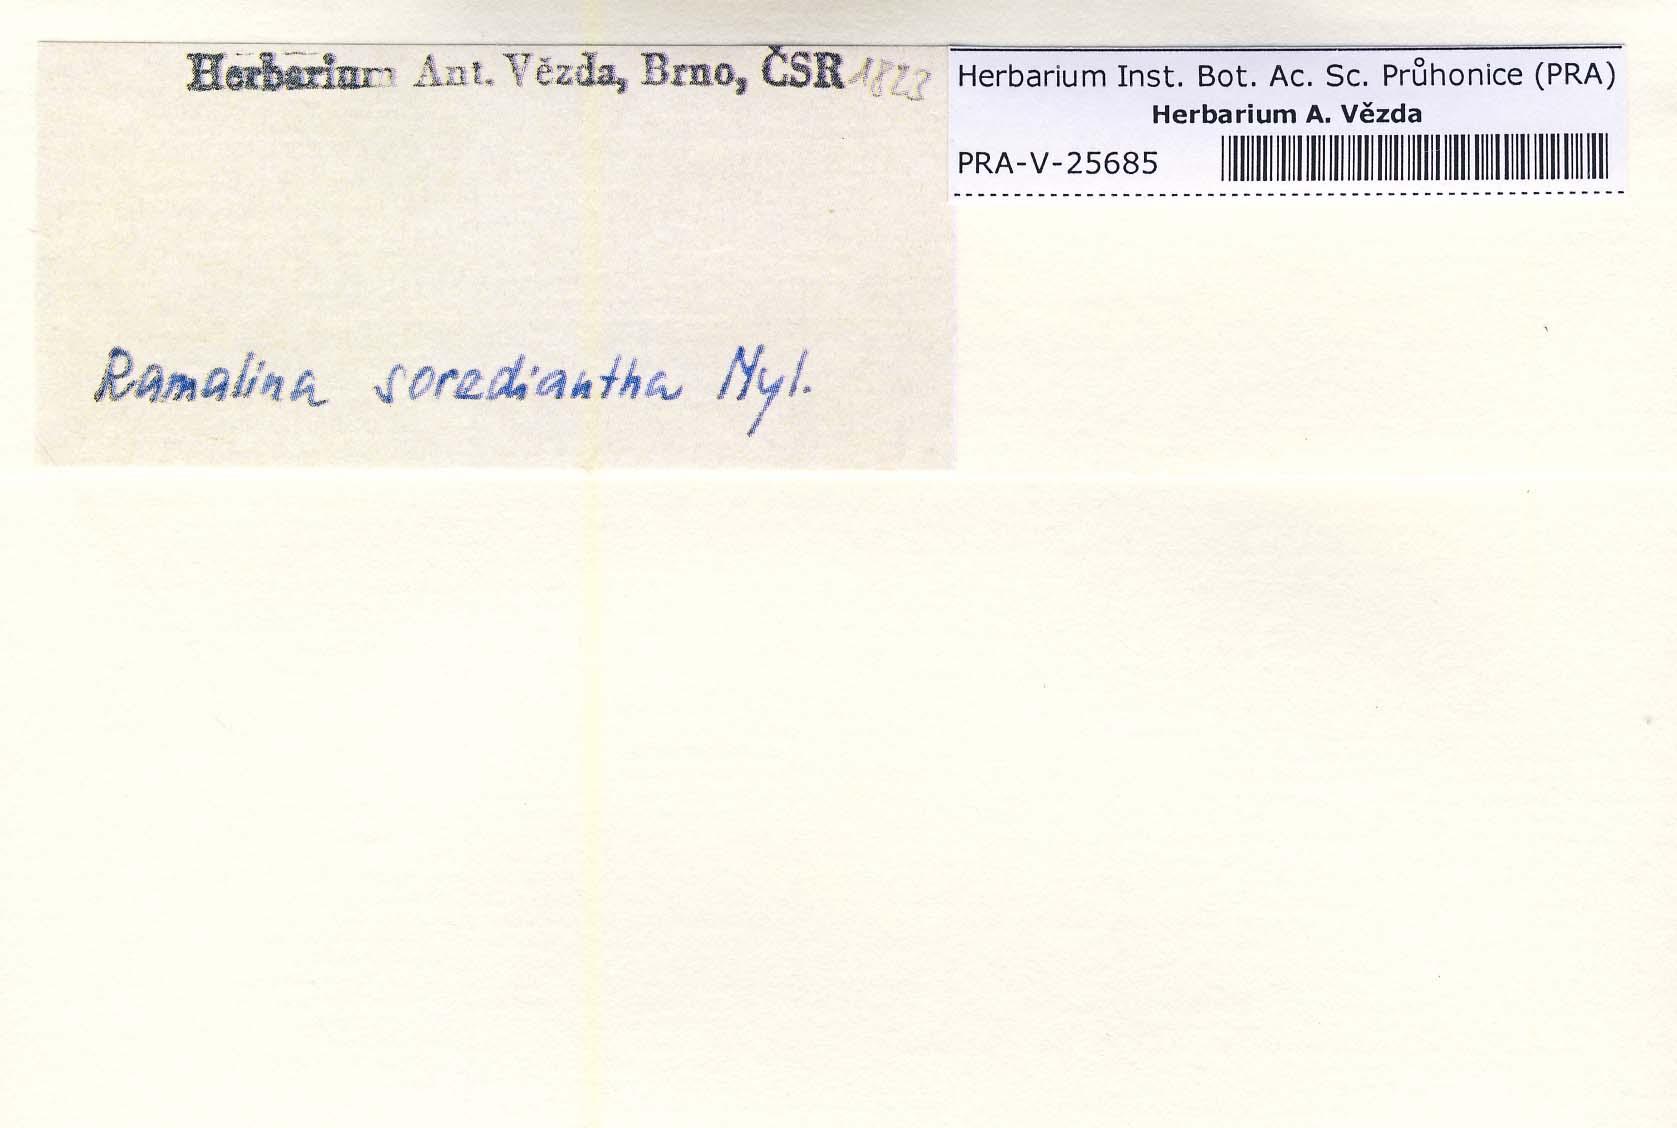 Herbarium Ant. Vězda, Brno, ČSR 1823
Ramalina sorediantha Nyl.
Herbarium Inst. Bot. Ac. Sc. Průhonice (PRA)
Herbarium A. Vězda
PRA-V-25685